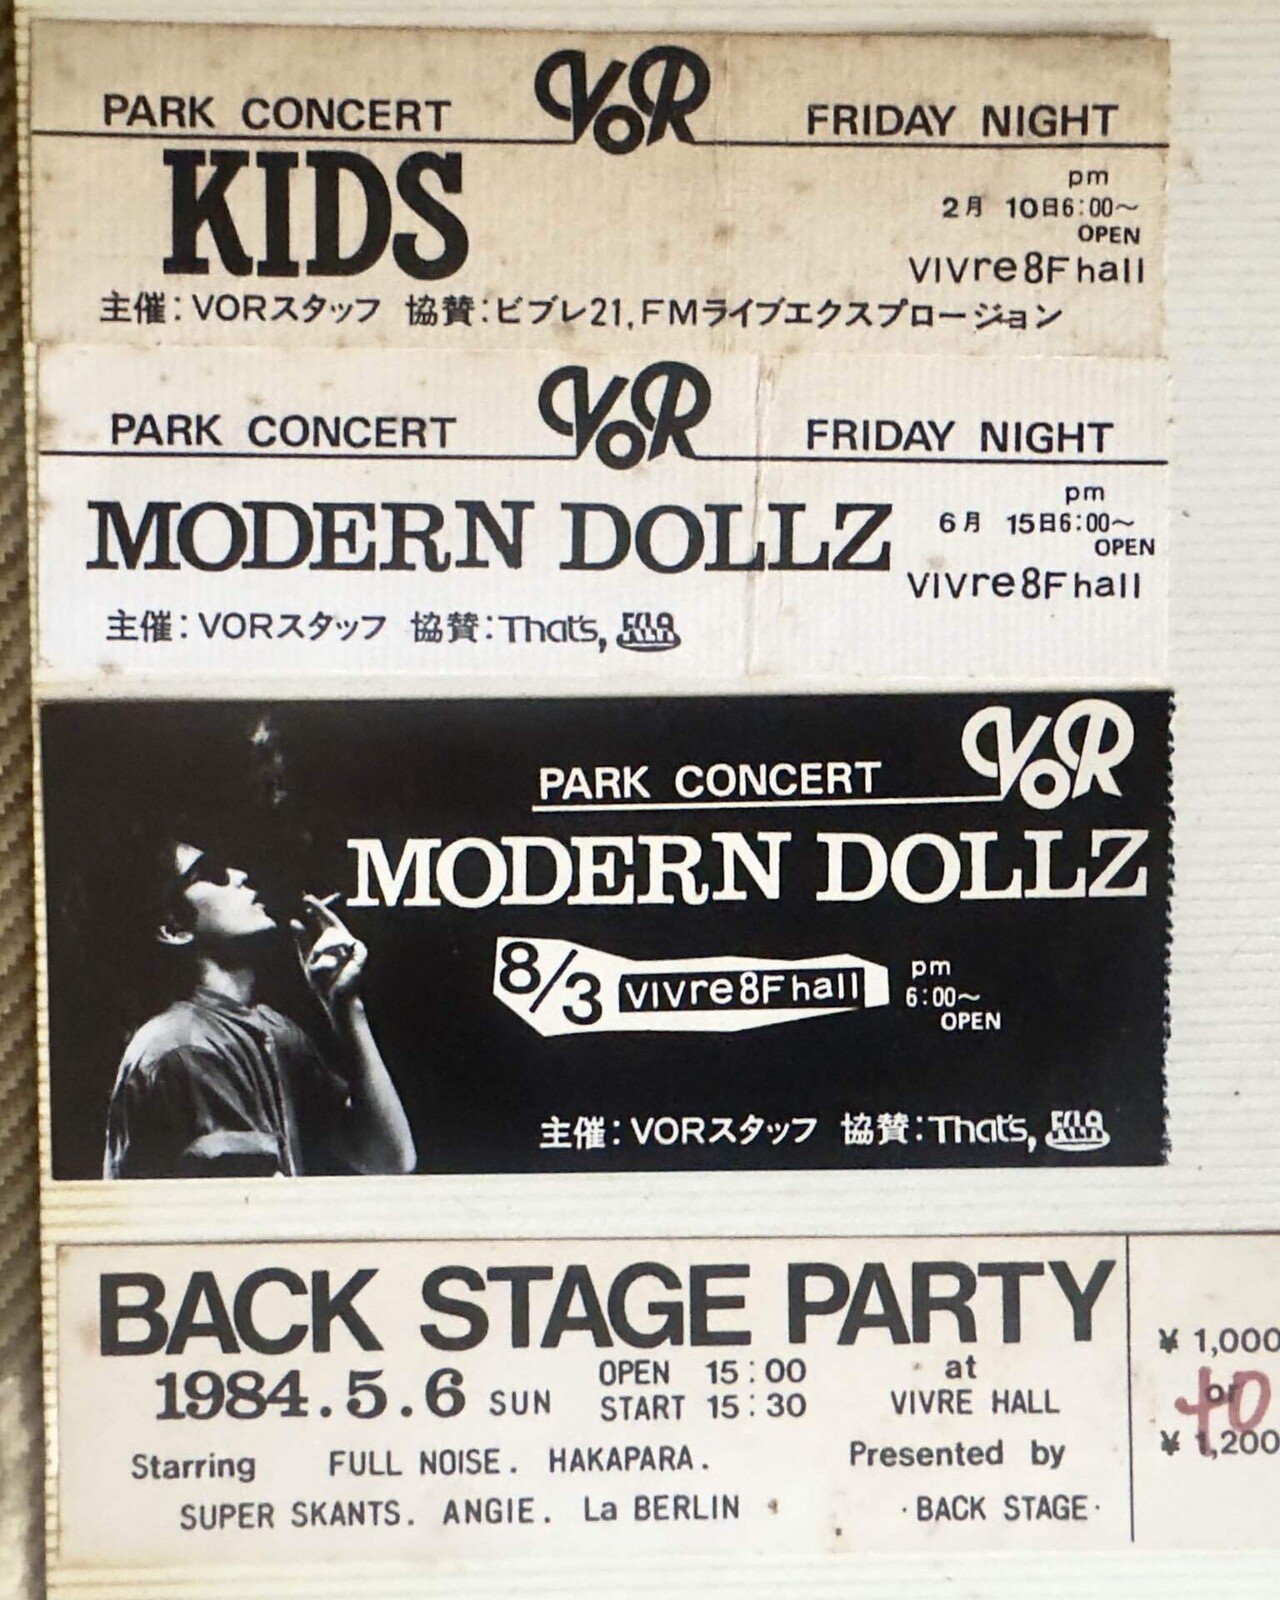 PARK CONCERT VOR FRIDAY NIGHT
KIDS
pm
2月 10日6:00〜
OPEN
VIVre8Fhall
主催:VORスタッフ 協賛:ビブレ21,FMライブエクスプロージョン
PARK CONCERT VOR FRIDAY NIGHT
MODERN DOLLZ
pm
6月 15日6:00〜
OPEN
VIVre8Fhall
主催:VORスタッフ 協賛:That's,
PARK CONCERT VOR
MODERN DOLLZ
8/3 VIVre8Fhall
pm
6:00〜
OPEN
主催:VORスタッフ 協賛:That's,
BACK STAGE PARTY
1984.5.6 SUN
OPEN 15:00
START 15:30
at
VIVRE HALL
Starring FULL NOISE. HAKAPARA.
SUPER SKANTS. ANGIE. La BERLIN
Presented by
·BACK STAGE·
¥ 1,000
or
¥ 1,200